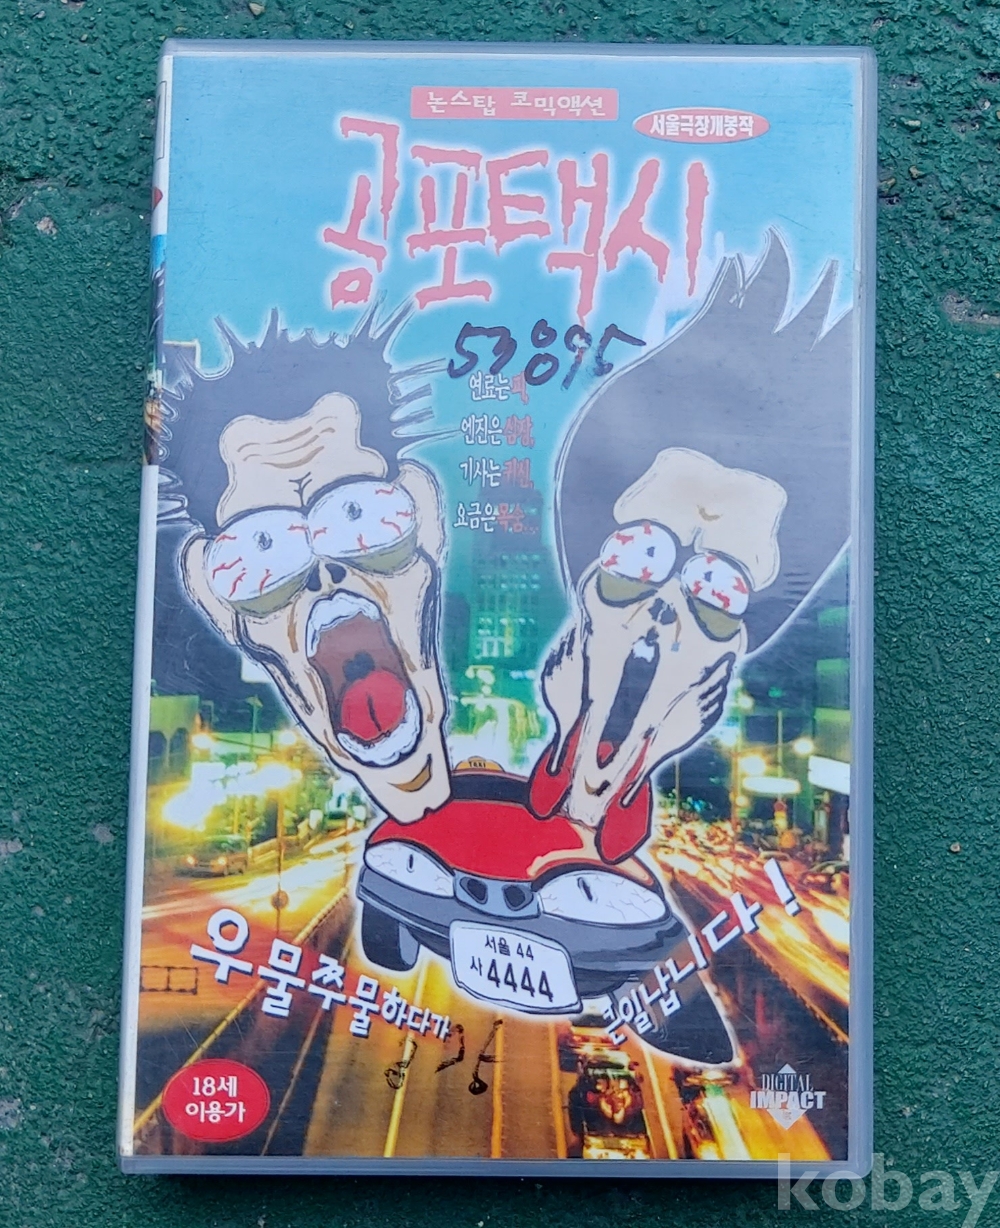 논스탑 코믹액션
서울극장개봉작
공포택시
53895
연료는 피,
엔진은 심장,
기사는 귀신,
요금은 목숨...
TAXI
서울 44
사 4444
우물쭈물하다가
큰일납니다!
18세
이용가
DIGITAL
IMPACT
kobay